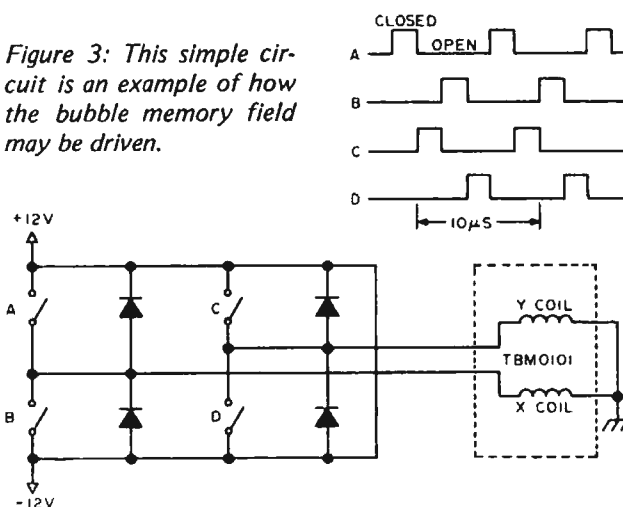 Figure 3: This simple cir-
cuit is an example of how
the bubble memory field
may be driven.
CLOSED
A OPEN
B
C
D
10μS
+12V
A C
B D
-12V
Y COIL
TBM0101
X COIL